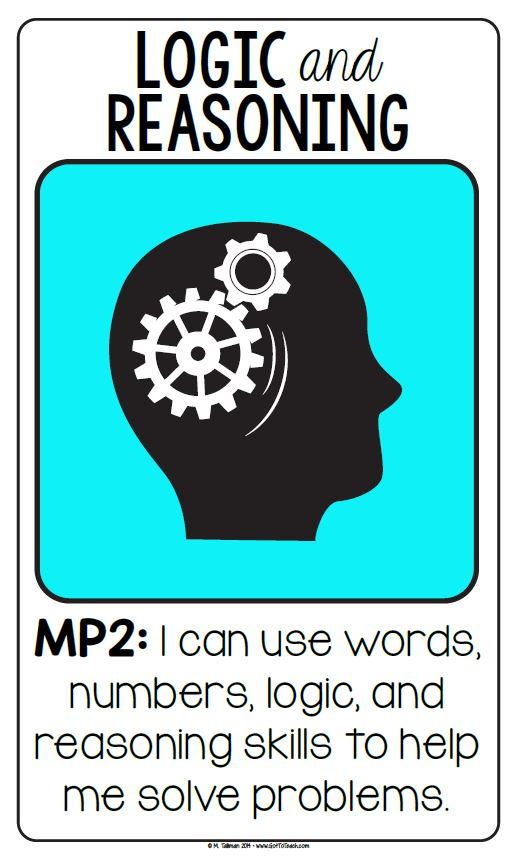 LOGIC and
REASONING
MP2: I can use words,
numbers, logic, and
reasoning skills to help
me solve problems.
© M. Tallman 2014 • www.GotToTeach.com